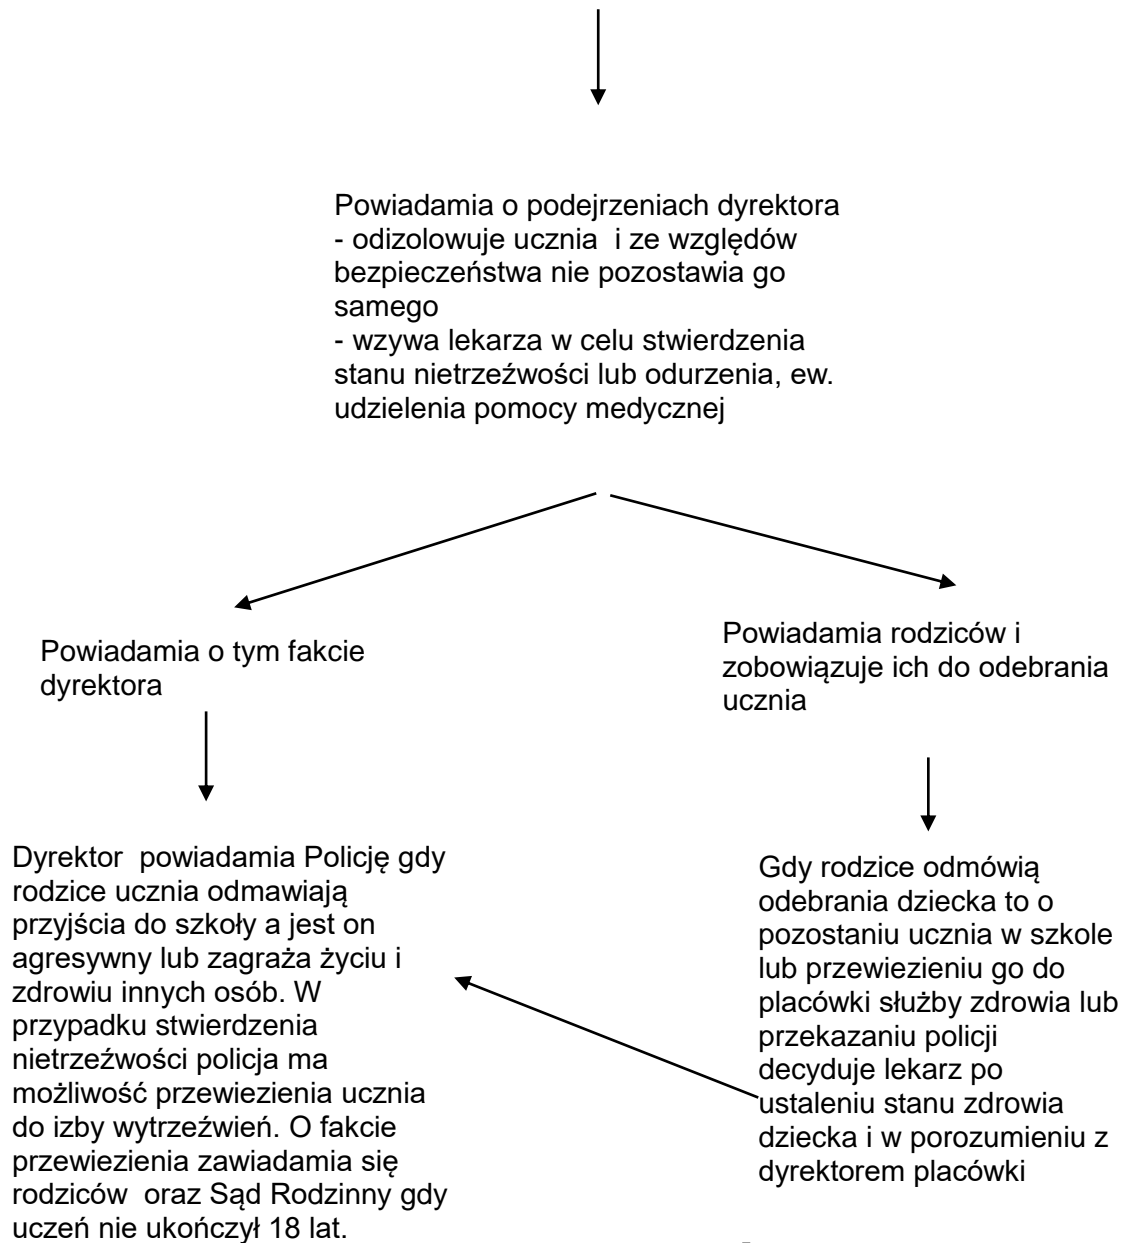 Powiadamia o podejrzeniach dyrektora
- odizolowuje ucznia  i ze względów
bezpieczeństwa nie pozostawia go
samego
- wzywa lekarza w celu stwierdzenia
stanu nietrzeźwości lub odurzenia, ew.
udzielenia pomocy medycznej
Powiadamia o tym fakcie
dyrektora
Powiadamia rodziców i
zobowiązuje ich do odebrania
ucznia
Dyrektor  powiadamia Policję gdy
rodzice ucznia odmawiają
przyjścia do szkoły a jest on
agresywny lub zagraża życiu i
zdrowiu innych osób. W
przypadku stwierdzenia
nietrzeźwości policja ma
możliwość przewiezienia ucznia
do izby wytrzeźwień. O fakcie
przewiezienia zawiadamia się
rodziców  oraz Sąd Rodzinny gdy
uczeń nie ukończył 18 lat.
Gdy rodzice odmówią
odebrania dziecka to o
pozostaniu ucznia w szkole
lub przewiezieniu go do
placówki służby zdrowia lub
przekazaniu policji
decyduje lekarz po
ustaleniu stanu zdrowia
dziecka i w porozumieniu z
dyrektorem placówki